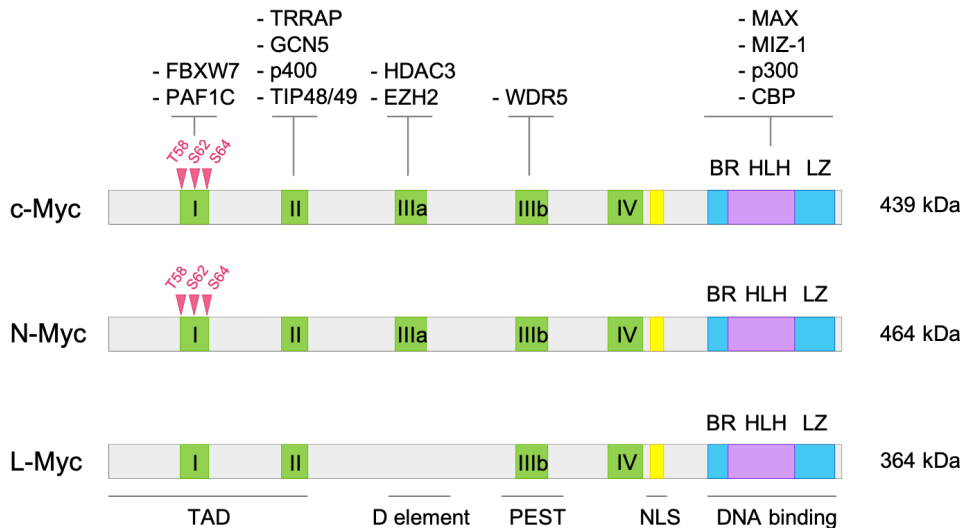 - TRRAP
- GCN5
- p400
- TIP48/49
- MAX
- MIZ-1
- p300
- CBP
- FBXW7
- PAF1C
- HDAC3
- EZH2
- WDR5
T58 S62 S64
BR HLH LZ
c-Myc I II IIIa IIIb IV 439 kDa
T58 S62 S64
BR HLH LZ
N-Myc I II IIIa IIIb IV 464 kDa
BR HLH LZ
L-Myc I II IIIb IV 364 kDa
TAD D element PEST NLS DNA binding